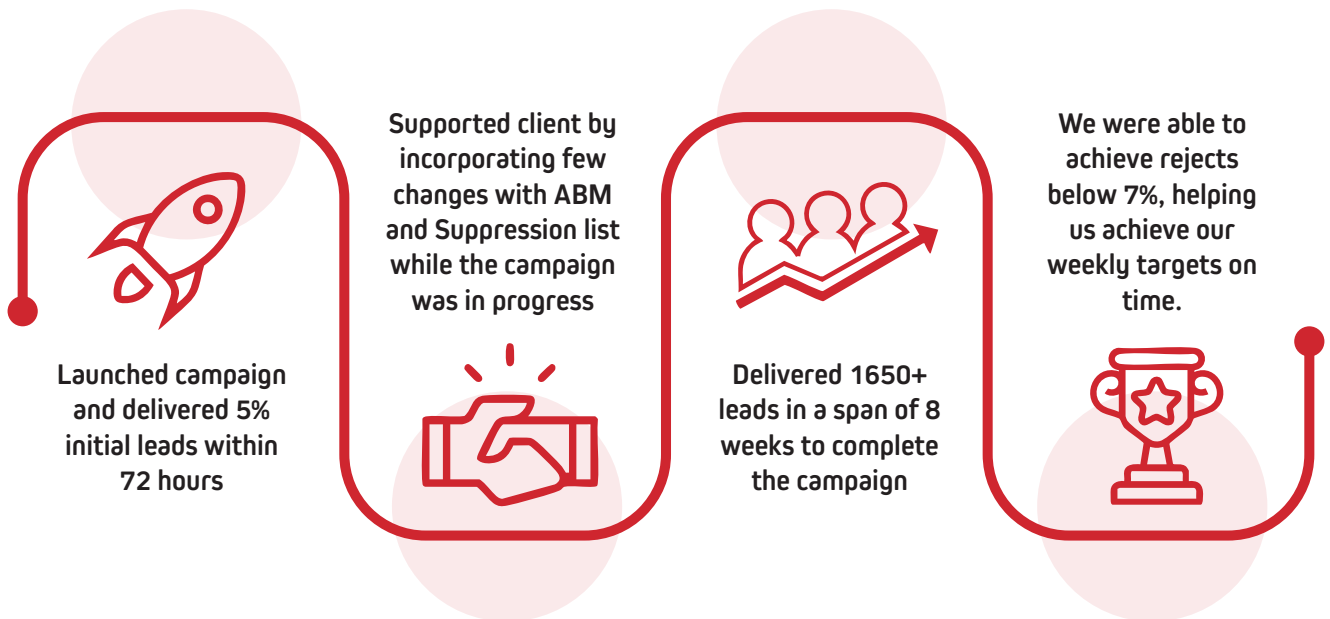 Launched campaign
and delivered 5%
initial leads within
72 hours
Supported client by
incorporating few
changes with ABM
and Suppression list
while the campaign
was in progress
Delivered 1650+
leads in a span of 8
weeks to complete
the campaign
We were able to
achieve rejects
below 7%, helping
us achieve our
weekly targets on
time.